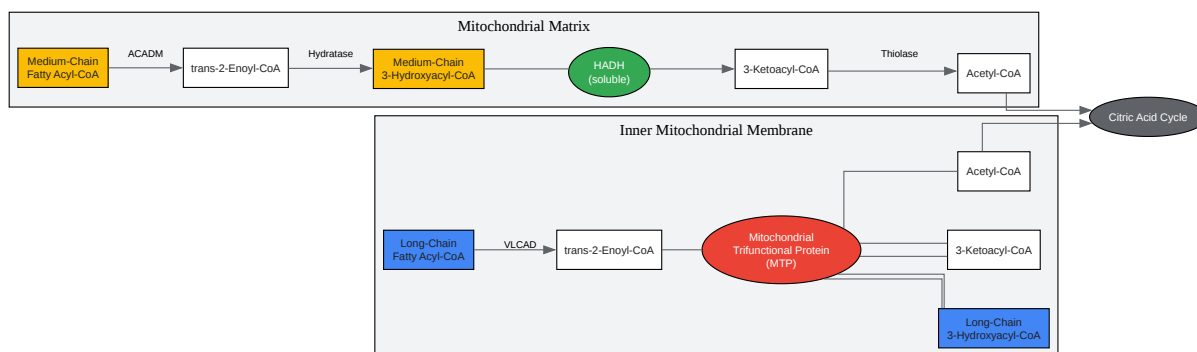 Mitochondrial Matrix
Medium-Chain
Fatty Acyl-CoA
ACADM
trans-2-Enoyl-CoA
Hydratase
Medium-Chain
3-Hydroxyacyl-CoA
HADH
(soluble)
3-Ketoacyl-CoA
Thiolase
Acetyl-CoA
Citric Acid Cycle
Inner Mitochondrial Membrane
Acetyl-CoA
Long-Chain
Fatty Acyl-CoA
VLCAD
trans-2-Enoyl-CoA
Mitochondrial
Trifunctional Protein
(MTP)
3-Ketoacyl-CoA
Long-Chain
3-Hydroxyacyl-CoA